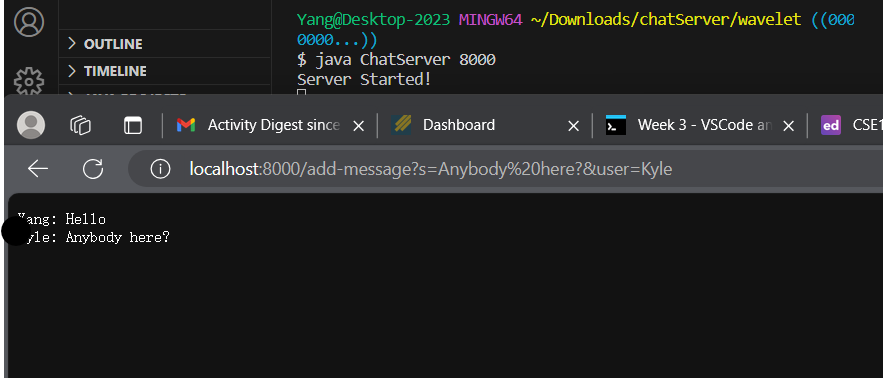 Yang@Desktop-2023 MINGW64 ~/Downloads/chatServer/wavelet ((000
0000...))
$ java ChatServer 8000
Server Started!
OUTLINE
TIMELINE
Activity Digest since
Dashboard
Week 3 - VSCode an
ed CSE1
localhost:8000/add-message?s=Anybody%20here?&user=Kyle
Yang: Hello
Kyle: Anybody here?